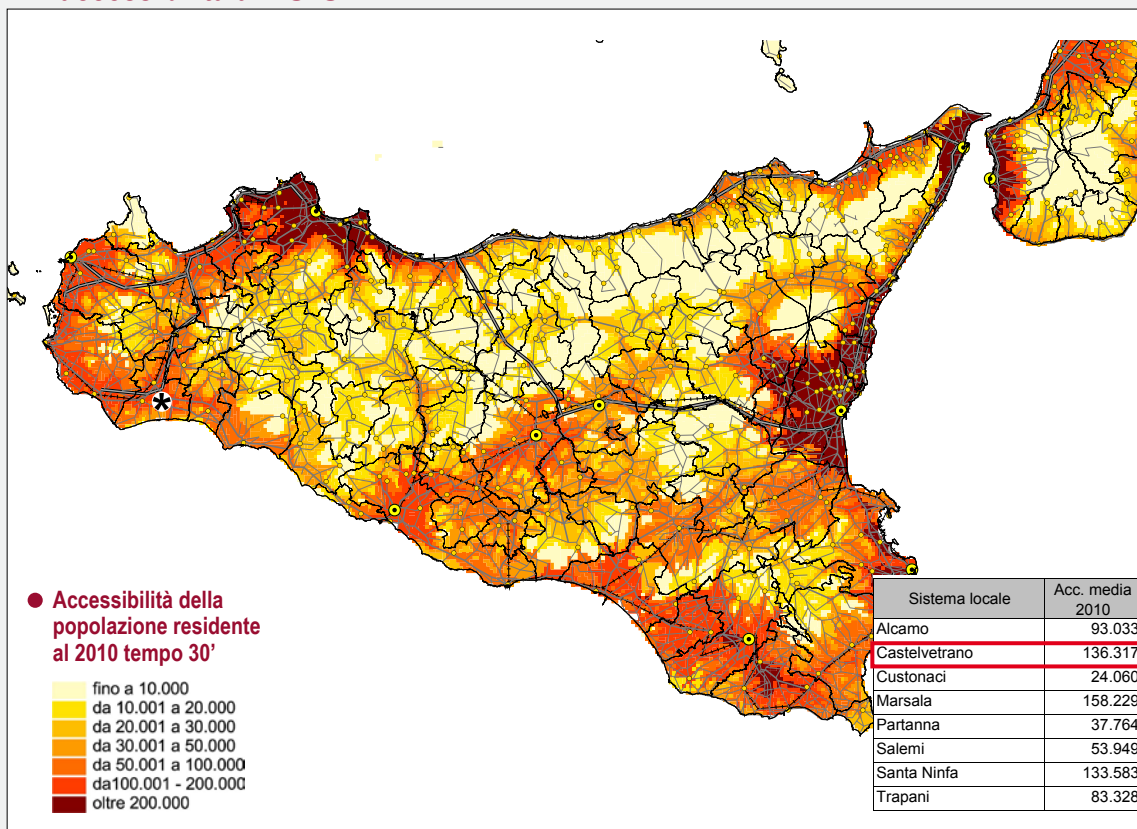 Accessibilità della
popolazione residente
al 2010 tempo 30'
fino a 10.000
da 10.001 a 20.000
da 20.001 a 30.000
da 30.001 a 50.000
da 50.001 a 100.000
da100.001 - 200.000
oltre 200.000
Sistema locale Acc. media 2010
Alcamo 93.033
Castelvetrano 136.317
Custonaci 24.060
Marsala 158.229
Partanna 37.764
Salemi 53.949
Santa Ninfa 133.583
Trapani 83.328